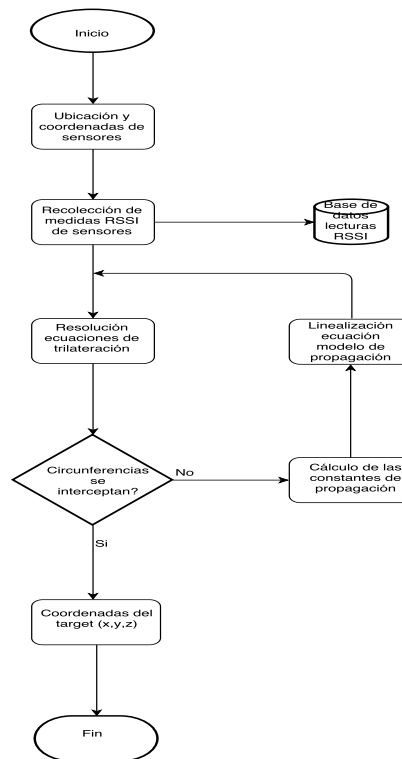 Inicio
Ubicación y
coordenadas de
sensores
Recolección de
medidas RSSI
de sensores
Base de
datos
lecturas
RSSI
Resolución
ecuaciones de
trilateración
Linealización
ecuación
modelo de
propagación
Circunferencias
se
interceptan?
No
Cálculo de las
constantes de
propagación
Si
Coordenadas del
target (x,y,z)
Fin